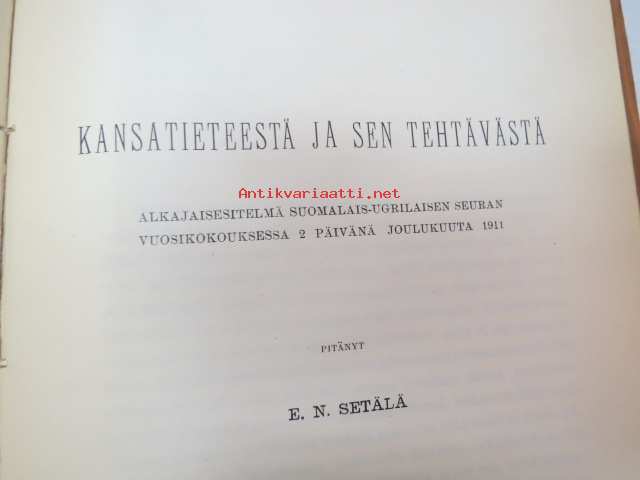 KANSATIETEESTÄ JA SEN TEHTÄVÄSTÄ
Antikvariaatti.net
ALKAJAISESITELMÄ SUOMALAIS-UGRILAISEN SEURAN
VUOSIKOKOUKSESSA 2 PÄIVÄNÄ JOULUKUUTA 1911
PITÄNYT
E. N. SETÄLÄ